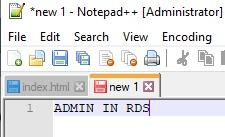 *new 1 - Notepad++ [Administrator]
File Edit Search View Encoding
index.html new 1
1 ADMIN IN RDS